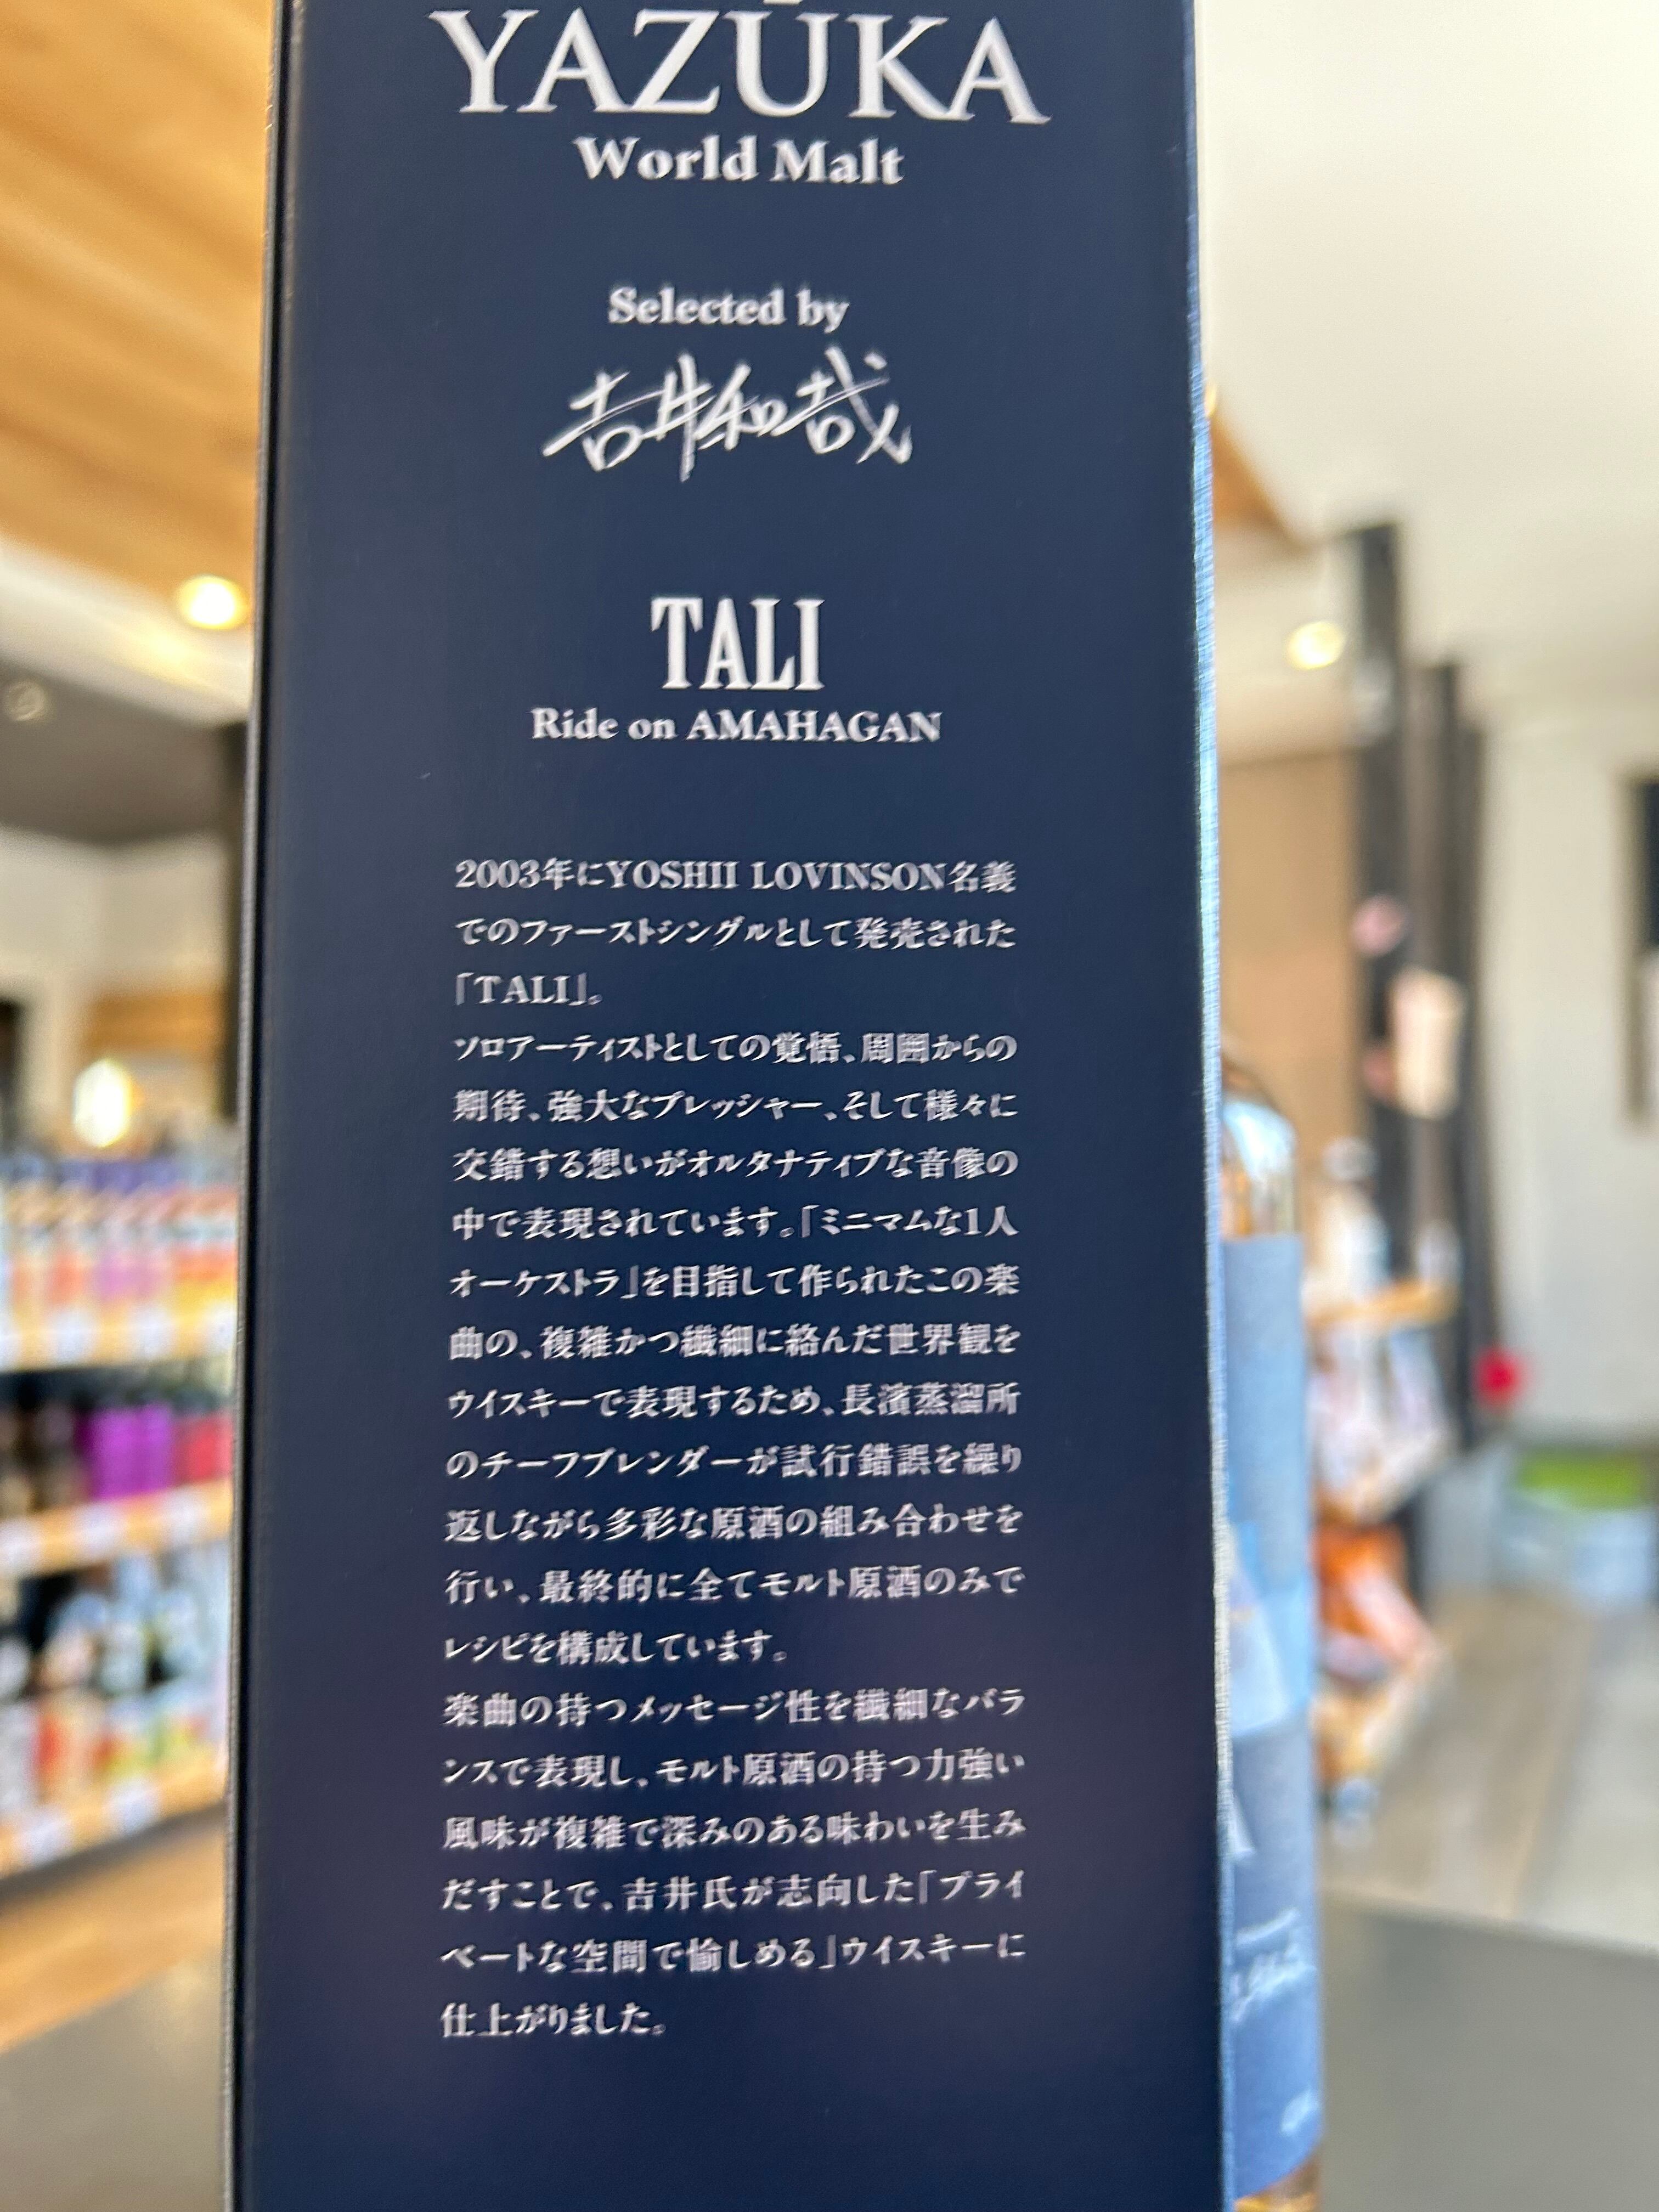 YAZŪKA
World Malt
Selected by
吉井和哉
TALI
Ride on AMAHAGAN
2003年にYOSHII LOVINSON名義
でのファーストシングルとして発売された
「TALI」。
ソロアーティストとしての覚悟、周囲からの
期待、強大なプレッシャー、そして様々に
交錯する想いがオルタナティブな音像の
中で表現されています。「ミニマムな1人
オーケストラ」を目指して作られたこの楽
曲の、複雑かつ繊細に絡んだ世界観を
ウイスキーで表現するため、長濱蒸溜所
のチーフブレンダーが試行錯誤を繰り
返しながら多彩な原酒の組み合わせを
行い、最終的に全てモルト原酒のみで
レシピを構成しています。
楽曲の持つメッセージ性を繊細なバラ
ンスで表現し、モルト原酒の持つ力強い
風味が複雑で深みのある味わいを生み
だすことで、吉井氏が志向した「プライ
ベートな空間で愉しめる」ウイスキーに
仕上がりました。